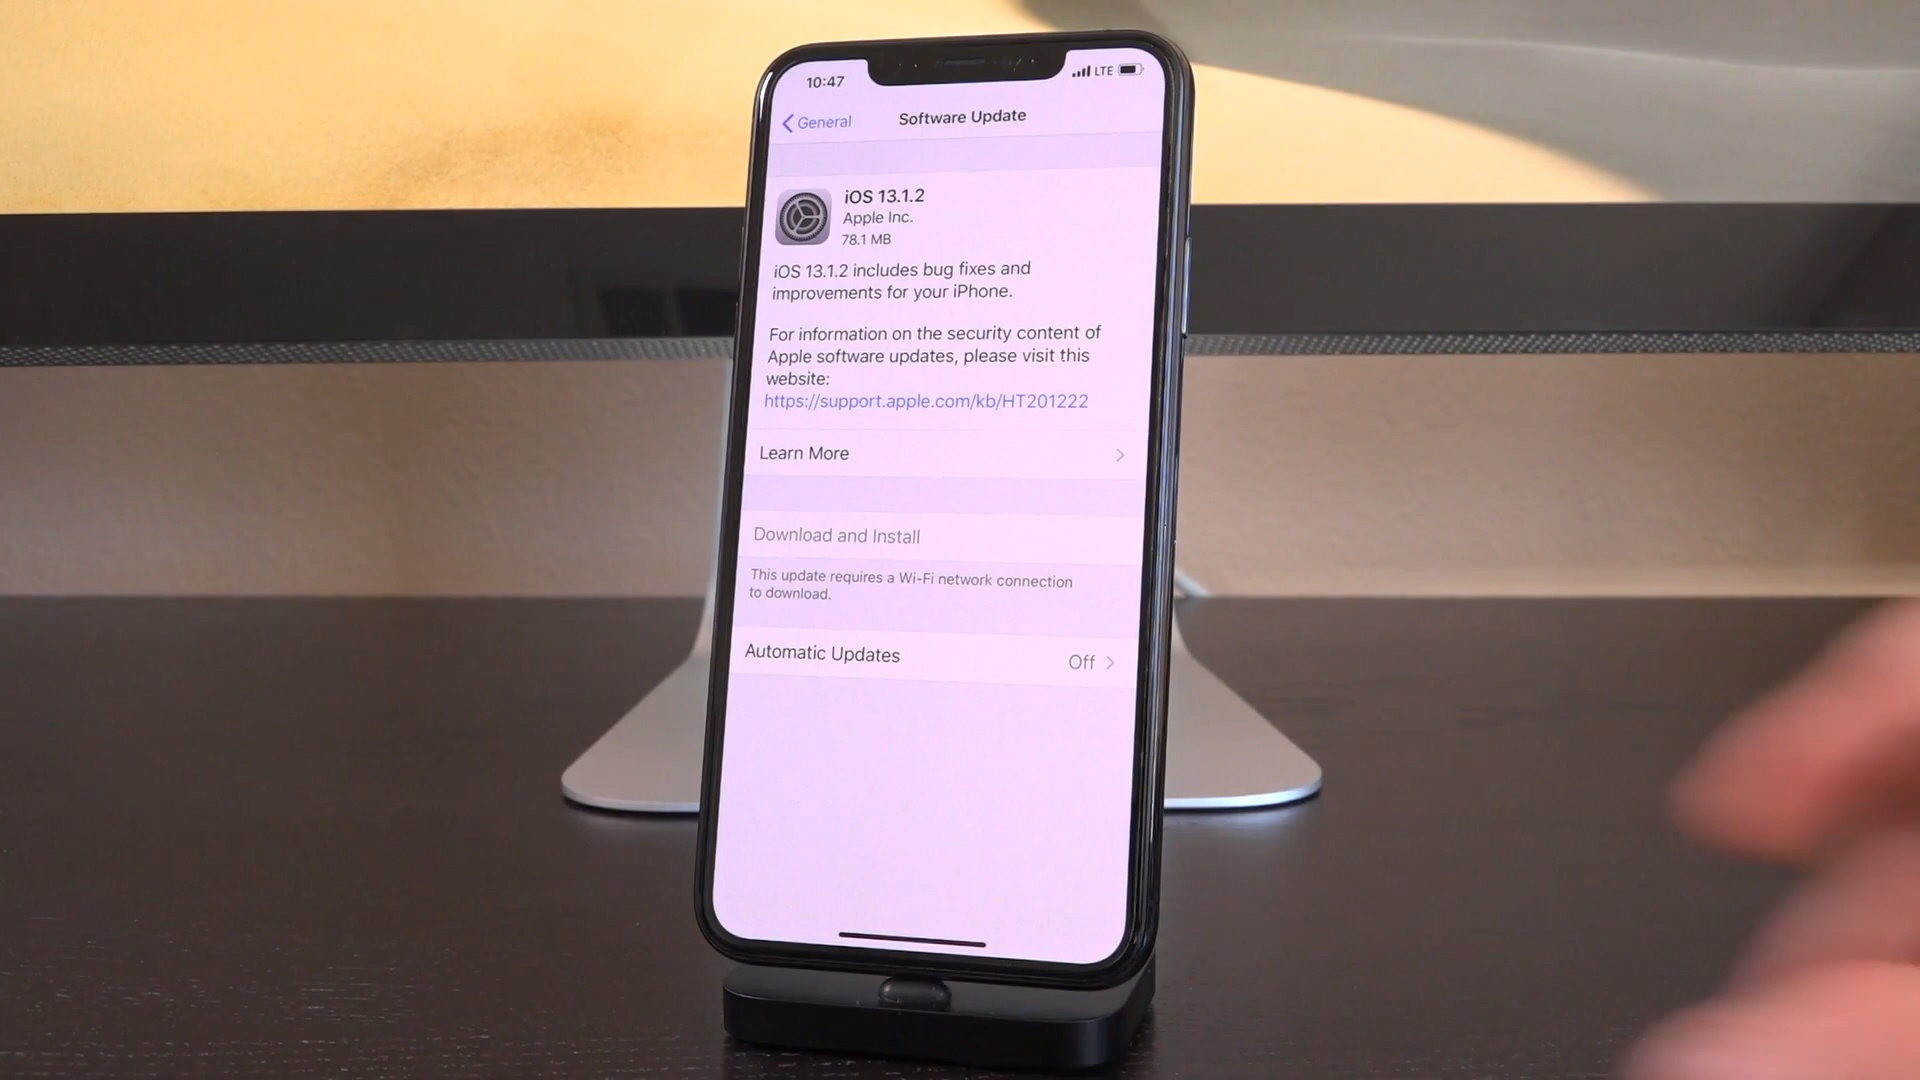 10:47
LTE
General
Software Update
iOS 13.1.2
Apple Inc.
78.1 MB
iOS 13.1.2 includes bug fixes and
improvements for your iPhone.
For information on the security content of
Apple software updates, please visit this
website:
https://support.apple.com/kb/HT201222
Learn More
Download and Install
This update requires a Wi-Fi network connection
to download.
Automatic Updates
Off